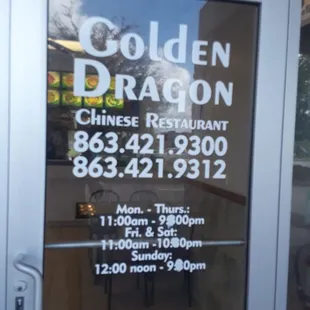 Golden
Dragon
Chinese Restaurant
863.421.9300
863.421.9312
Mon. - Thurs.:
11:00am - 9:00pm
Fri. & Sat:
11:00am -10:00pm
Sunday:
12:00 noon - 9:00pm